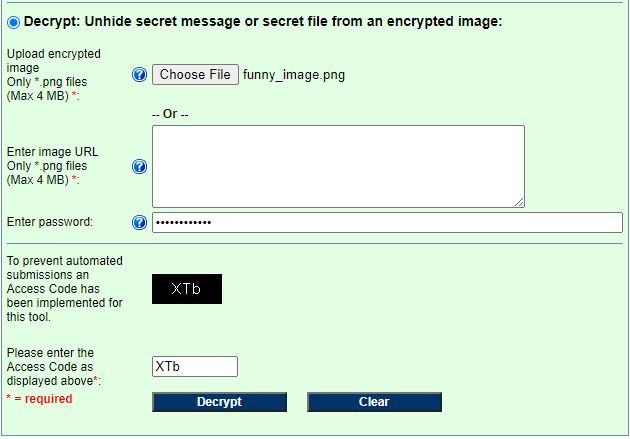 Decrypt: Unhide secret message or secret file from an encrypted image:
Upload encrypted
image
Only *.png files
(Max 4 MB) *:
? Choose File funny_image.png
-- Or --
Enter image URL
Only *.png files
(Max 4 MB) *:
?
Enter password: ? ••••••••••••
To prevent automated
submissions an
Access Code has
been implemented for
this tool.
XTb
Please enter the
Access Code as
displayed above*:
XTb
* = required
Decrypt Clear